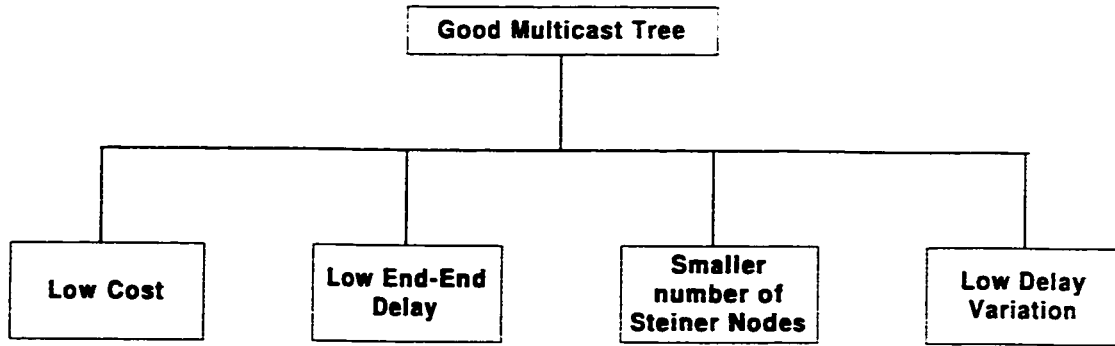 Good Multicast Tree
Low Cost
Low End-End
Delay
Smaller
number of
Steiner Nodes
Low Delay
Variation